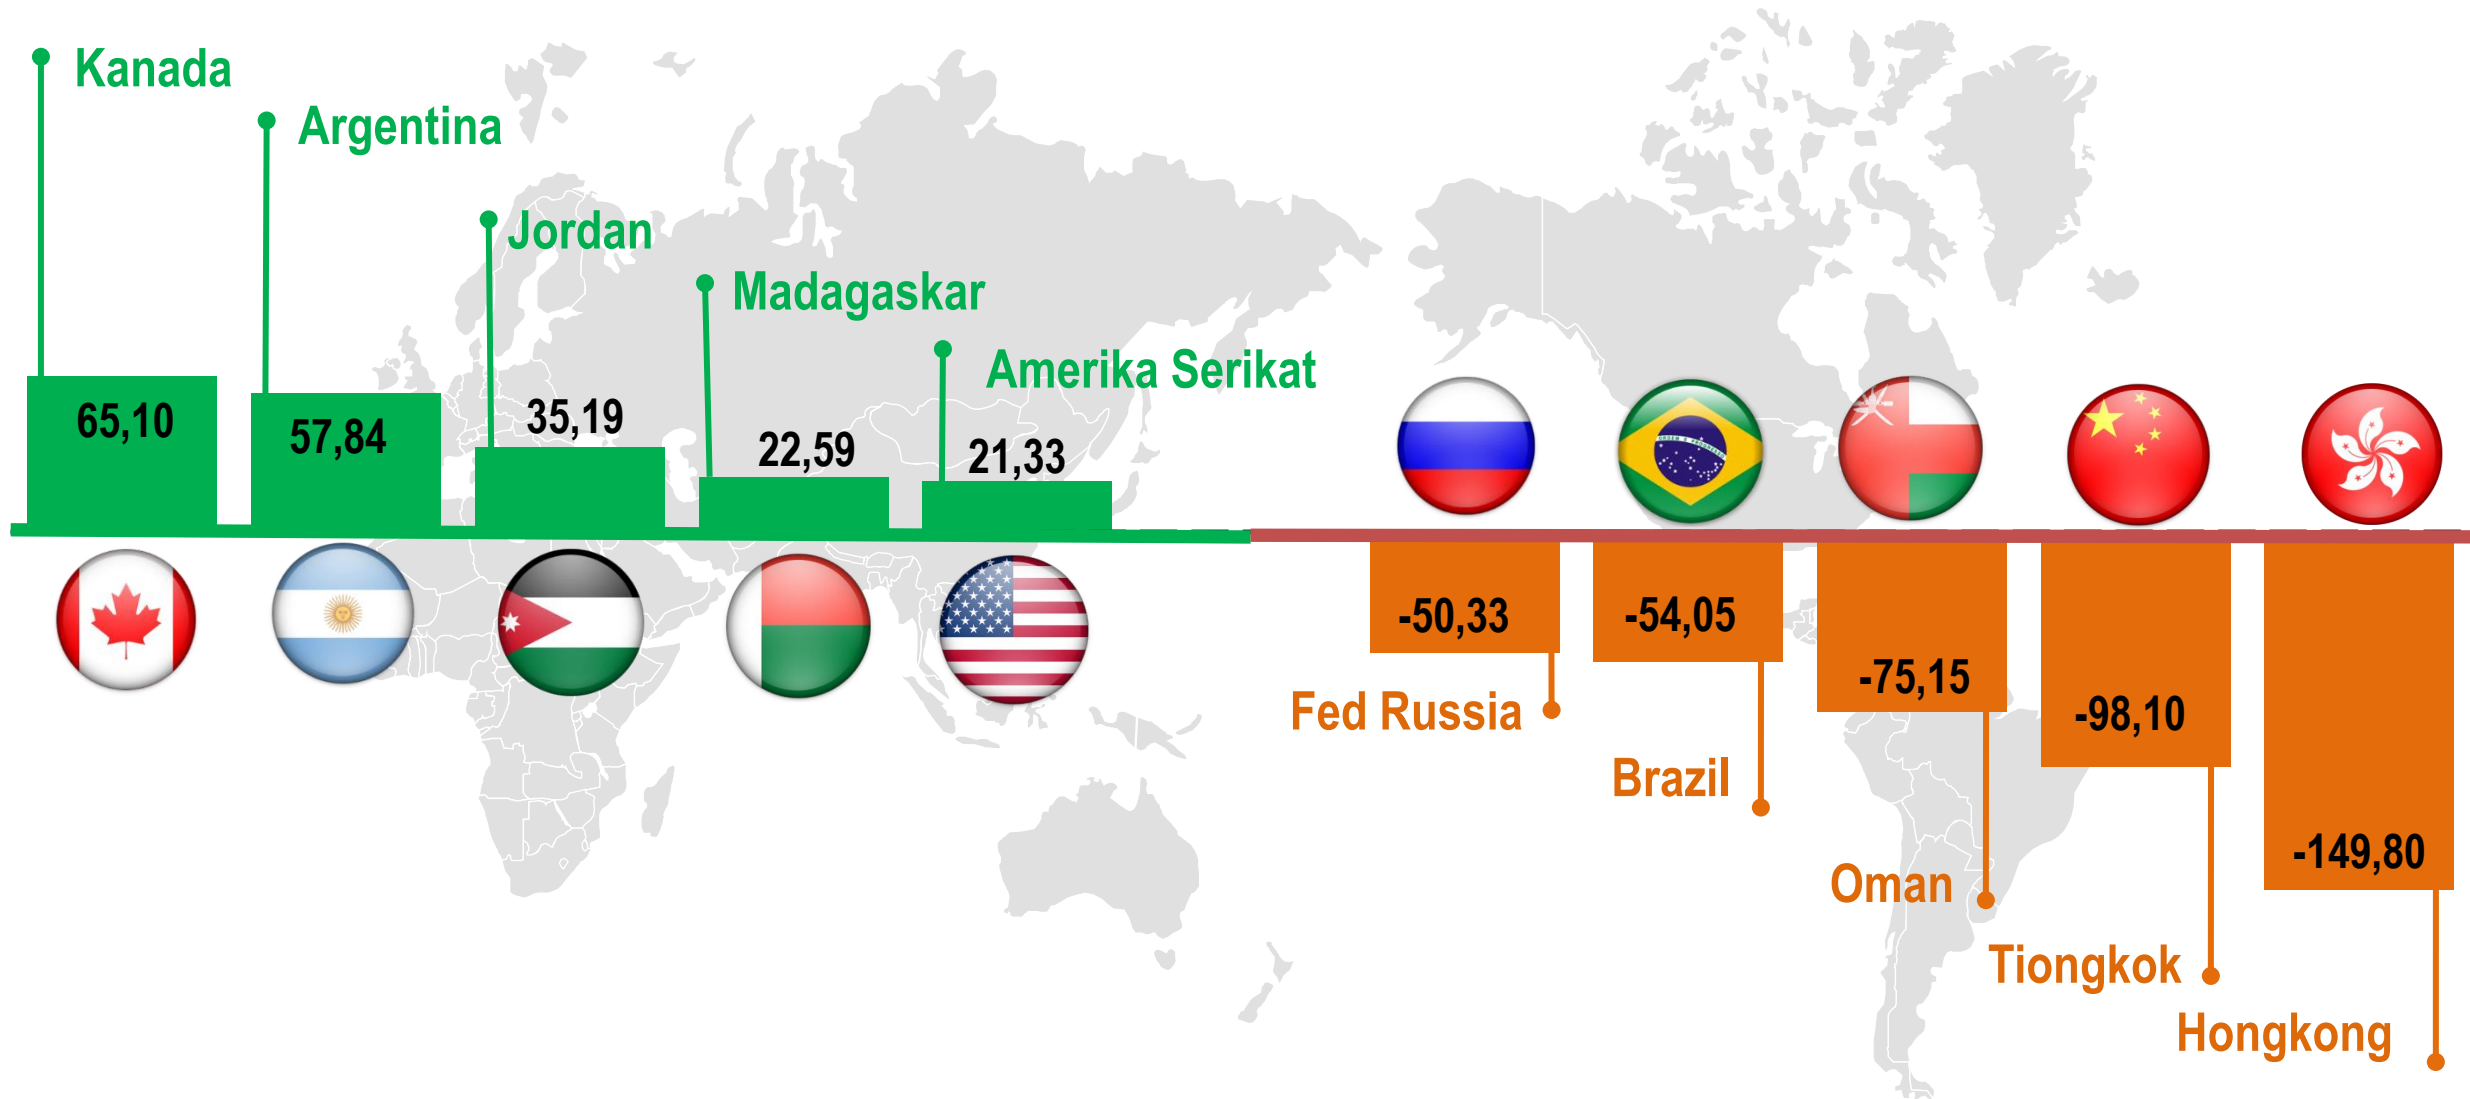 Kanada
Argentina
Jordan
Madagaskar
Amerika Serikat
65,10
57,84
35,19
22,59
21,33
-50,33
-54,05
-75,15
-98,10
-149,80
Fed Russia
Brazil
Oman
Tiongkok
Hongkong